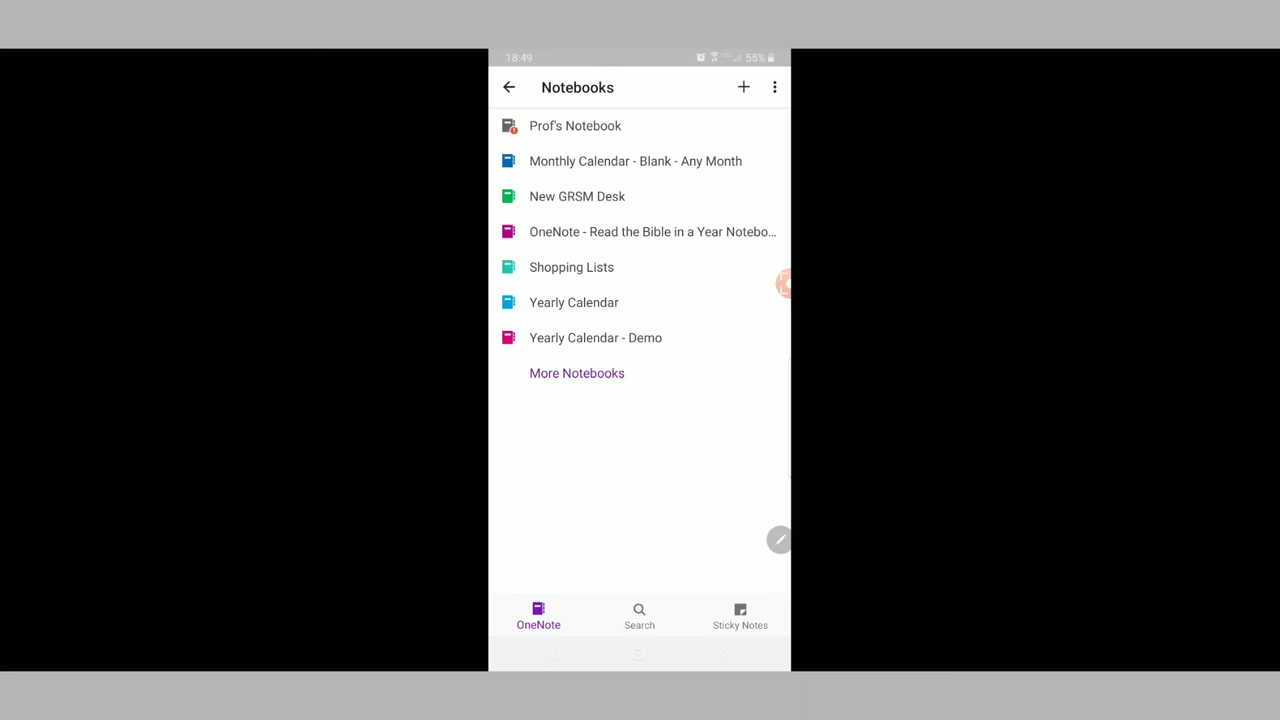 18:49
55%
Notebooks
Prof's Notebook
Monthly Calendar - Blank - Any Month
New GRSM Desk
OneNote - Read the Bible in a Year Notebo...
Shopping Lists
Yearly Calendar
Yearly Calendar - Demo
More Notebooks
OneNote
Search
Sticky Notes